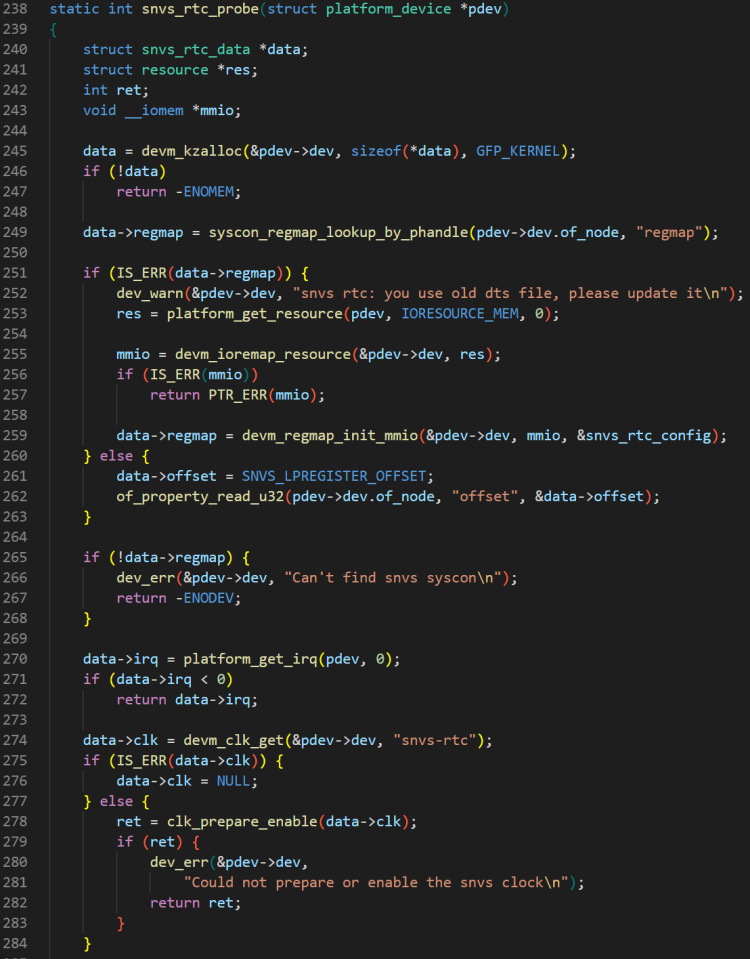 238 static int snvs_rtc_probe(struct platform_device *pdev)
239 {
240     struct snvs_rtc_data *data;
241     struct resource *res;
242     int ret;
243     void __iomem *mmio;
244
245     data = devm_kzalloc(&pdev->dev, sizeof(*data), GFP_KERNEL);
246     if (!data)
247         return -ENOMEM;
248
249     data->regmap = syscon_regmap_lookup_by_phandle(pdev->dev.of_node, "regmap");
250
251     if (IS_ERR(data->regmap)) {
252         dev_warn(&pdev->dev, "snvs rtc: you use old dts file, please update it\n");
253         res = platform_get_resource(pdev, IORESOURCE_MEM, 0);
254
255         mmio = devm_ioremap_resource(&pdev->dev, res);
256         if (IS_ERR(mmio))
257             return PTR_ERR(mmio);
258
259         data->regmap = devm_regmap_init_mmio(&pdev->dev, mmio, &snvs_rtc_config);
260     } else {
261         data->offset = SNVS_LPREGISTER_OFFSET;
262         of_property_read_u32(pdev->dev.of_node, "offset", &data->offset);
263     }
264
265     if (!data->regmap) {
266         dev_err(&pdev->dev, "Can't find snvs syscon\n");
267         return -ENODEV;
268     }
269
270     data->irq = platform_get_irq(pdev, 0);
271     if (data->irq < 0)
272         return data->irq;
273
274     data->clk = devm_clk_get(&pdev->dev, "snvs-rtc");
275     if (IS_ERR(data->clk)) {
276         data->clk = NULL;
277     } else {
278         ret = clk_prepare_enable(data->clk);
279         if (ret) {
280             dev_err(&pdev->dev,
281                 "Could not prepare or enable the snvs clock\n");
282             return ret;
283         }
284     }